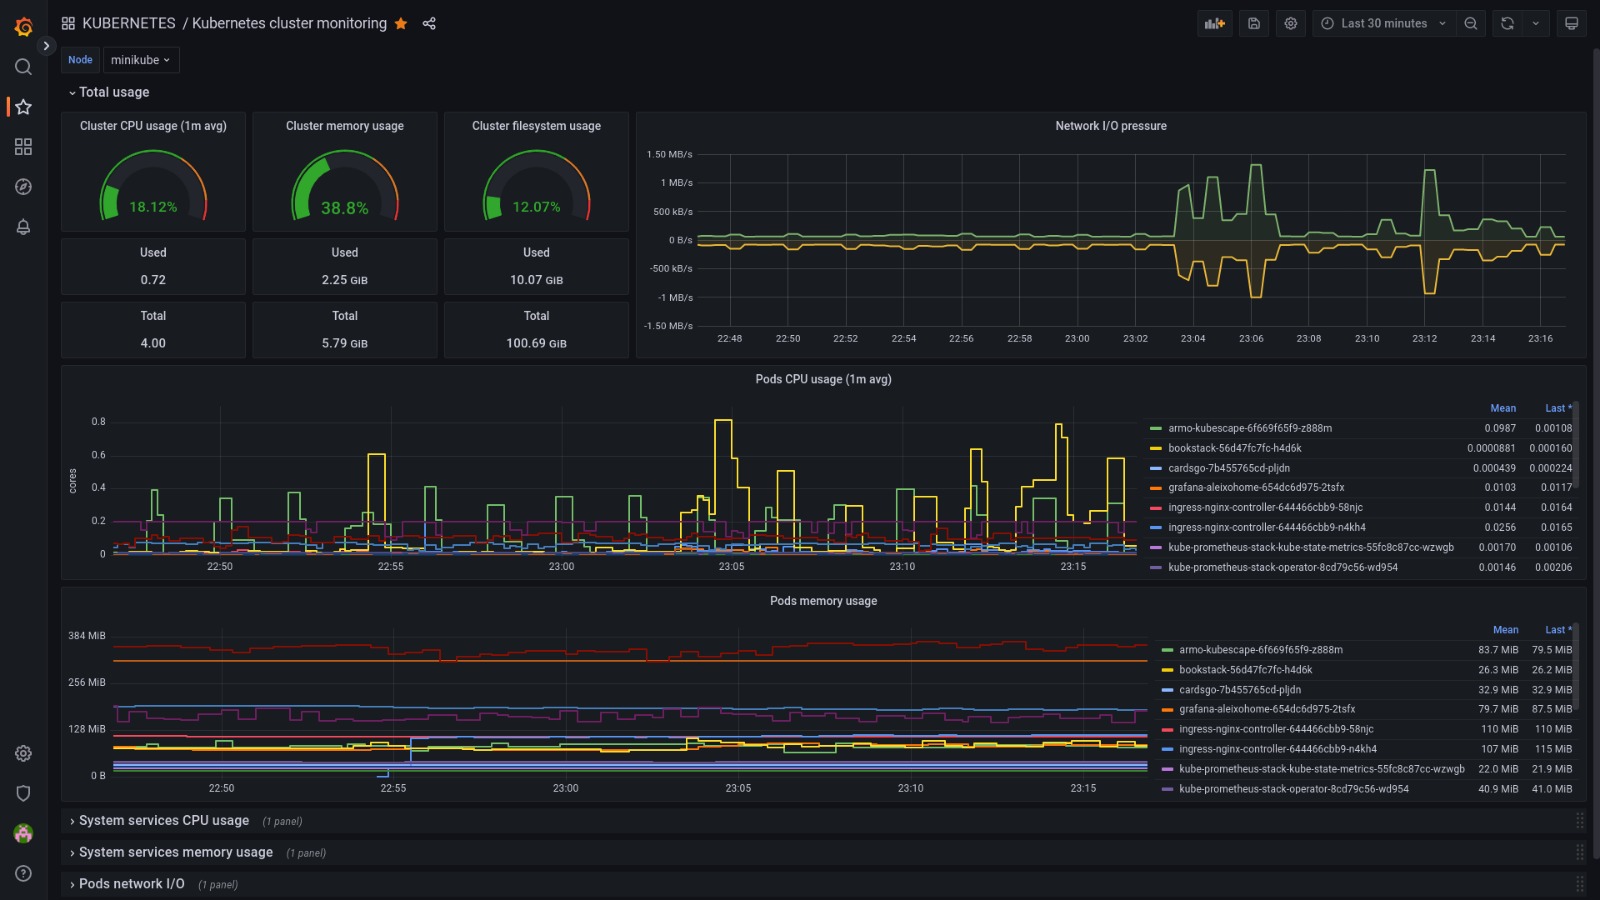 KUBERNETES / Kubernetes cluster monitoring
Last 30 minutes
Node minikube
Total usage
Cluster CPU usage (1m avg)
18.12%
Used
0.72
Total
4.00
Cluster memory usage
38.8%
Used
2.25 GiB
Total
5.79 GiB
Cluster filesystem usage
12.07%
Used
10.07 GiB
Total
100.69 GiB
Network I/O pressure
1.50 MB/s
1 MB/s
500 kB/s
0 B/s
-500 kB/s
-1 MB/s
-1.50 MB/s
22:48 22:50 22:52 22:54 22:56 22:58 23:00 23:02 23:04 23:06 23:08 23:10 23:12 23:14 23:16
Pods CPU usage (1m avg)
cores
0.8
0.6
0.4
0.2
0
22:50 22:55 23:00 23:05 23:10 23:15
Mean Last *
armo-kubescape-6f669f65f9-z888m 0.0987 0.00108
bookstack-56d47fc7fc-h4d6k 0.0000881 0.000160
cardsgo-7b455765cd-pljdn 0.000439 0.000224
grafana-aleixohome-654dc6d975-2tsfx 0.0103 0.0117
ingress-nginx-controller-644466cbb9-58njc 0.0144 0.0164
ingress-nginx-controller-644466cbb9-n4kh4 0.0256 0.0165
kube-prometheus-stack-kube-state-metrics-55fc8c87cc-wzwgb 0.00170 0.00106
kube-prometheus-stack-operator-8cd79c56-wd954 0.00146 0.00206
Pods memory usage
384 MiB
256 MiB
128 MiB
0 B
22:50 22:55 23:00 23:05 23:10 23:15
Mean Last *
armo-kubescape-6f669f65f9-z888m 83.7 MiB 79.5 MiB
bookstack-56d47fc7fc-h4d6k 26.3 MiB 26.2 MiB
cardsgo-7b455765cd-pljdn 32.9 MiB 32.9 MiB
grafana-aleixohome-654dc6d975-2tsfx 79.7 MiB 87.5 MiB
ingress-nginx-controller-644466cbb9-58njc 110 MiB 110 MiB
ingress-nginx-controller-644466cbb9-n4kh4 107 MiB 115 MiB
kube-prometheus-stack-kube-state-metrics-55fc8c87cc-wzwgb 22.0 MiB 21.9 MiB
kube-prometheus-stack-operator-8cd79c56-wd954 40.9 MiB 41.0 MiB
System services CPU usage (1 panel)
System services memory usage (1 panel)
Pods network I/O (1 panel)